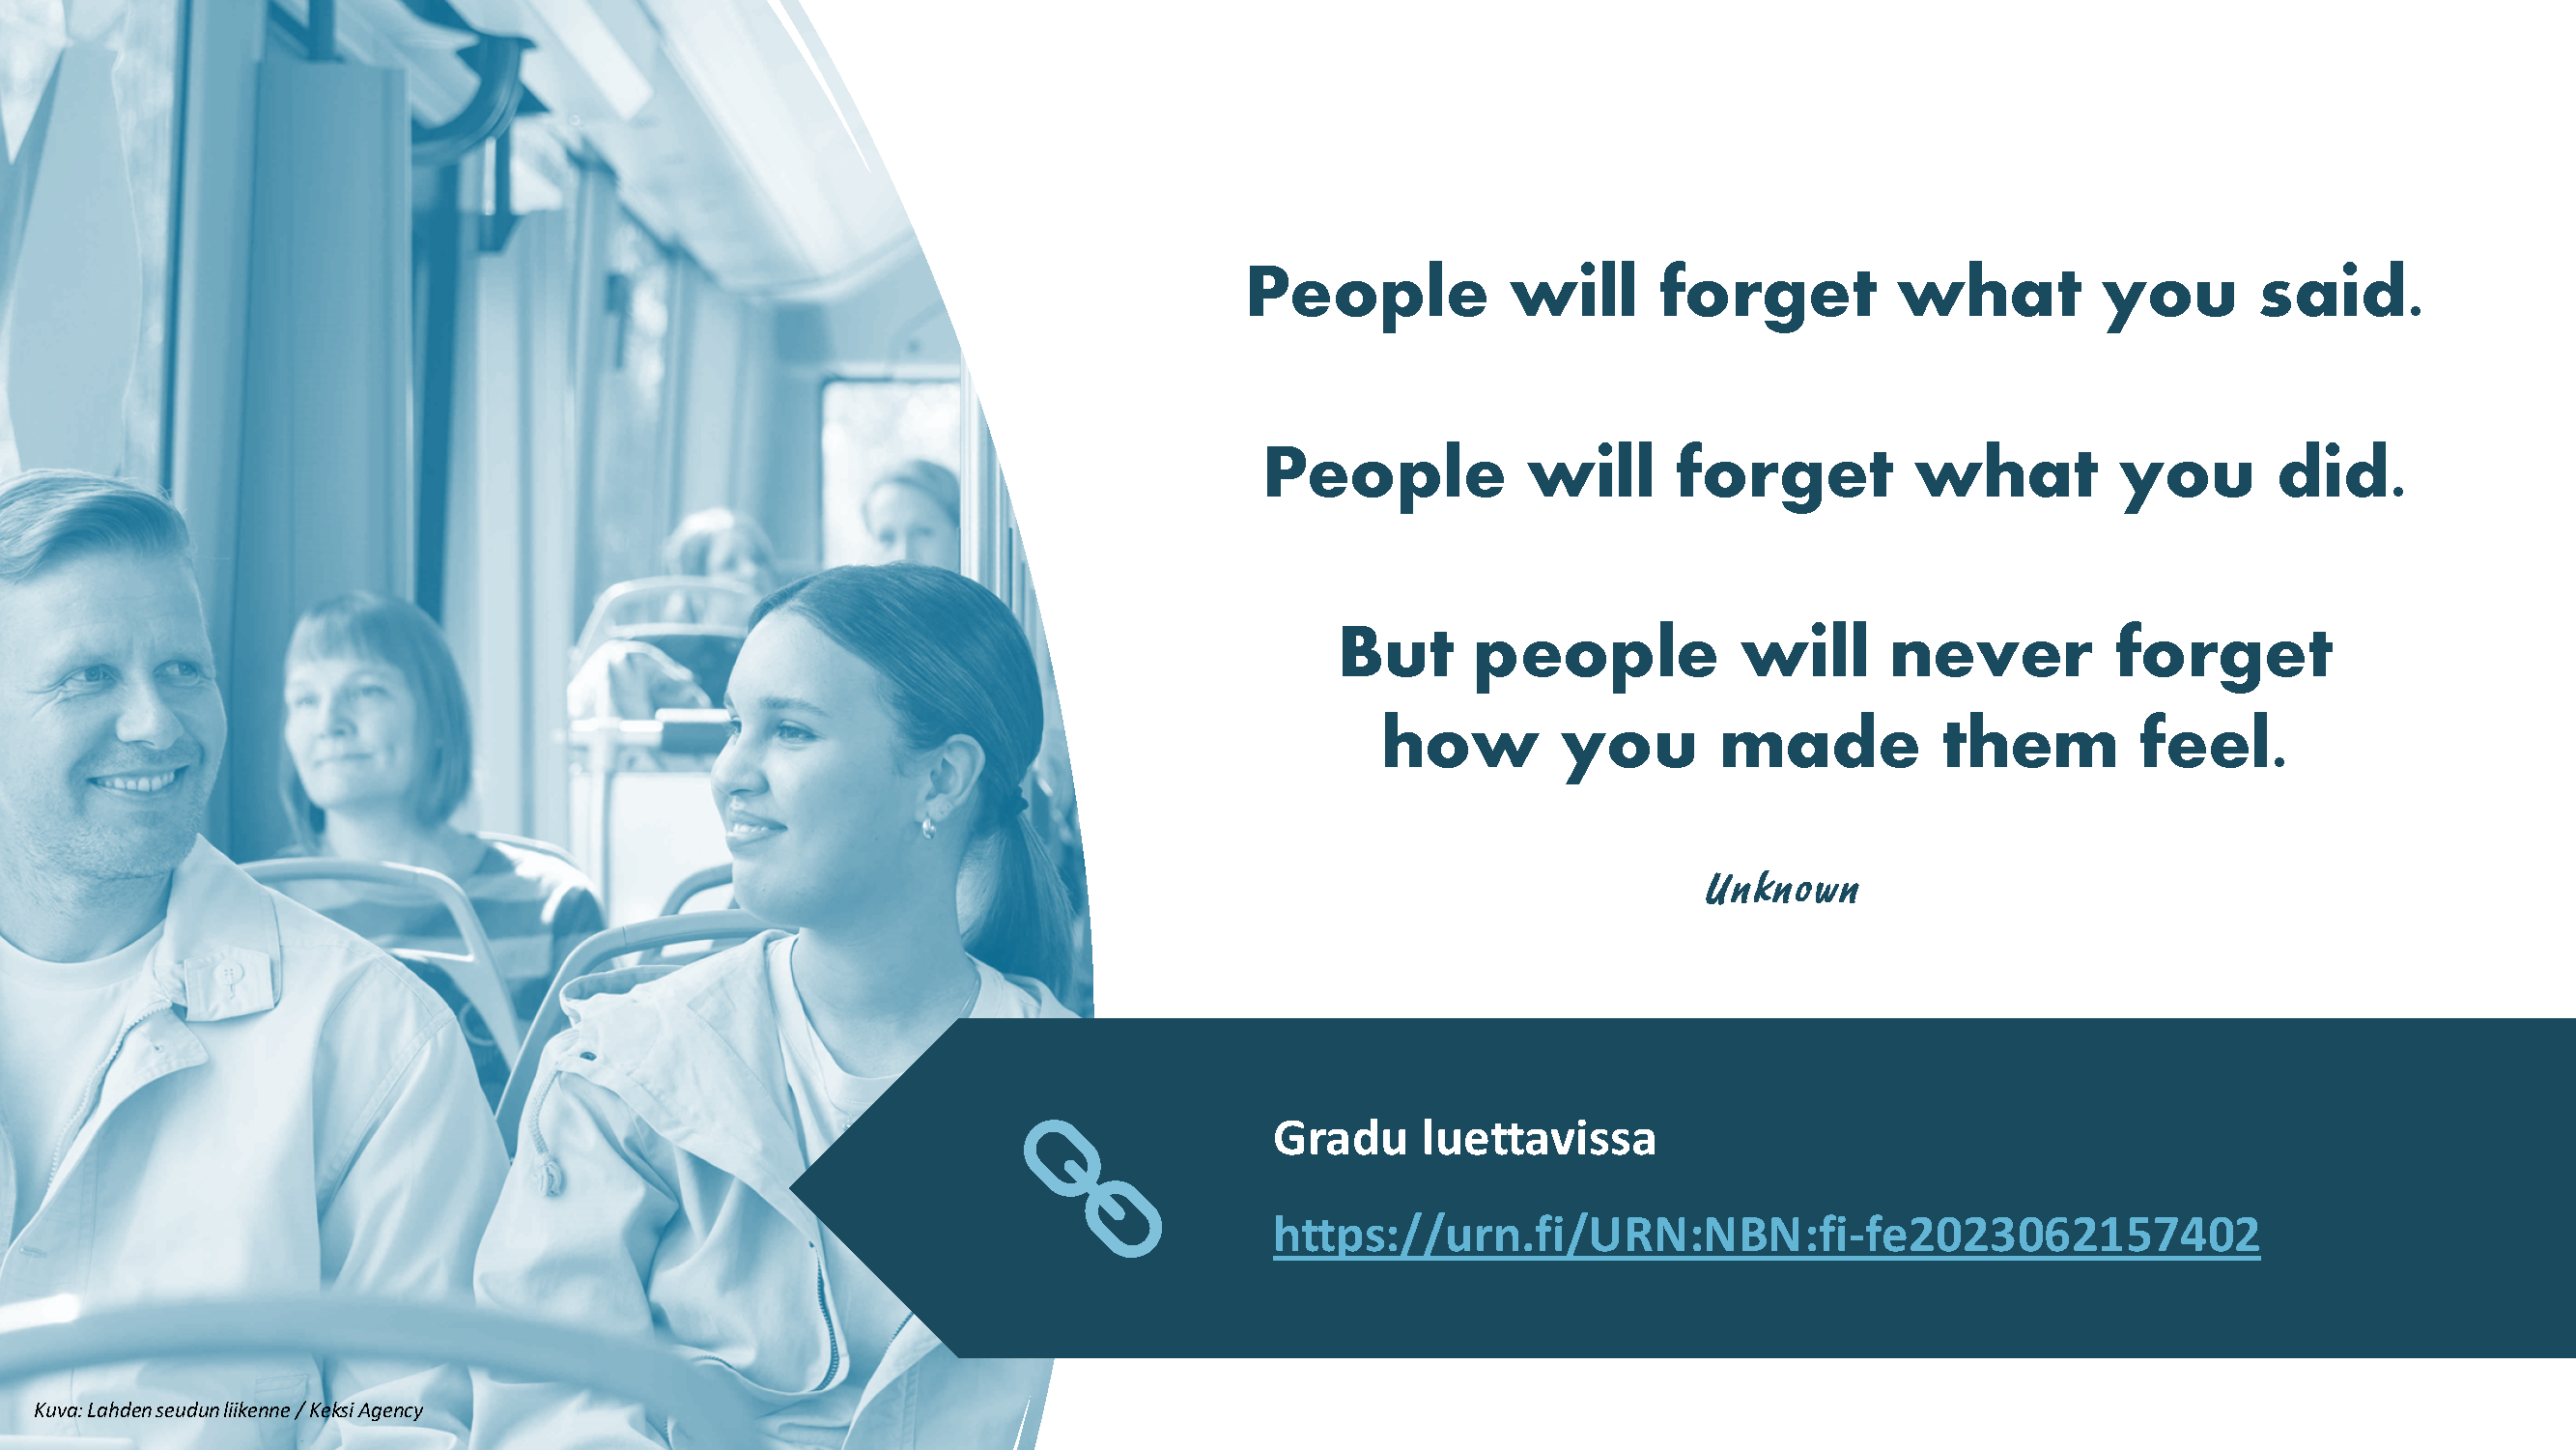 People will forget what you said.
People will forget what you did.
But people will never forget
how you made them feel.
Unknown
Gradu luettavissa
https://urn.fi/URN:NBN:fi-fe2023062157402
Kuva: Lahden seudun liikenne / Keksi Agency